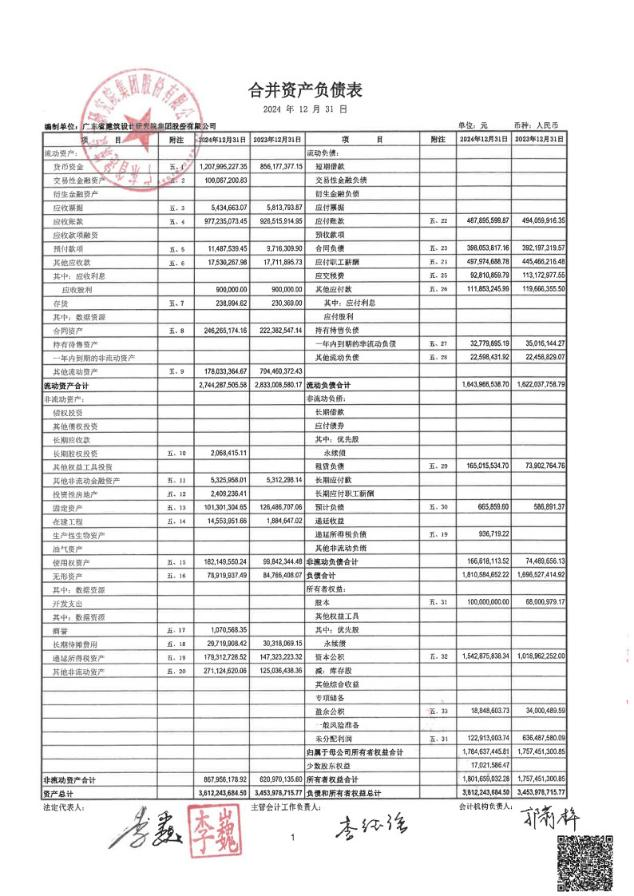 合并资产负债表
2024 年 12 月 31 日
编制单位：广东省建筑设计研究院集团股份有限公司 单位：元 币种：人民币
项 目 附注 2024年12月31日 2023年12月31日 项 目 附注 2024年12月31日 2023年12月31日
流动资产： 流动负债：
货币资金 五、1 1,207,995,227.35 856,177,377.15 短期借款
交易性金融资产 五、2 100,087,200.83 交易性金融负债
衍生金融资产 衍生金融负债
应收票据 五、3 5,434,663.07 5,813,793.87 应付票据
应收账款 五、4 977,235,073.45 926,515,914.95 应付账款 五、22 487,895,599.87 494,059,916.35
应收款项融资 预收款项
预付款项 五、5 11,487,539.45 9,716,309.90 合同负债 五、23 398,053,817.16 392,197,319.57
其他应收款 五、6 17,530,267.98 17,711,895.73 应付职工薪酬 五、24 497,974,688.78 445,466,216.48
其中：应收利息 应交税费 五、25 92,810,859.79 113,172,977.55
应收股利 900,000.00 900,000.00 其他应付款 五、26 111,853,245.99 119,666,355.50
存货 五、7 238,994.62 230,369.00 其中：应付利息
其中：数据资源 应付股利
合同资产 五、8 246,265,174.16 222,382,547.14 持有待售负债
持有待售资产 一年内到期的非流动负债 五、27 32,779,695.19 35,016,144.27
一年内到期的非流动资产 其他流动负债 五、28 22,598,431.92 22,458,829.07
其他流动资产 五、9 178,033,364.67 794,460,372.43
流动资产合计 2,744,287,505.58 2,833,008,580.17 流动负债合计 1,643,966,538.70 1,622,037,758.79
非流动资产： 非流动负债：
债权投资 长期借款
其他债权投资 应付债券
长期应收款 其中：优先股
长期股权投资 五、10 2,068,415.11 永续债
其他权益工具投资 租赁负债 五、29 165,015,534.70 73,902,764.76
其他非流动金融资产 五、11 5,325,958.01 5,312,298.14 长期应付款
投资性房地产 五、12 2,409,236.41 长期应付职工薪酬
固定资产 五、13 101,301,304.65 126,486,707.06 预计负债 五、30 665,859.60 586,891.37
在建工程 五、14 14,553,951.66 1,884,647.02 递延收益
生产性生物资产 递延所得税负债 五、19 936,719.22
油气资产 其他非流动负债
使用权资产 五、15 182,149,550.24 99,842,344.48 非流动负债合计 166,618,113.52 74,489,656.13
无形资产 五、16 78,919,937.49 84,766,408.07 负债合计 1,810,584,652.22 1,696,527,414.92
其中：数据资源 所有者权益：
开发支出 股本 五、31 100,000,000.00 68,000,979.17
其中：数据资源 其他权益工具
商誉 五、17 1,070,568.35 其中：优先股
长期待摊费用 五、18 29,719,908.42 30,318,069.15 永续债
递延所得税资产 五、19 179,312,728.52 147,323,223.32 资本公积 五、32 1,542,875,838.34 1,018,962,252.00
其他非流动资产 五、20 271,124,620.06 125,036,438.36 减：库存股
其他综合收益
专项储备
盈余公积 五、33 18,848,603.73 34,000,489.59
一般风险准备
未分配利润 五、34 122,913,003.74 636,487,580.09
归属于母公司所有者权益合计 1,784,637,445.81 1,757,451,300.85
少数股东权益 17,021,586.47
非流动资产合计 867,956,178.92 620,970,135.60 所有者权益合计 1,801,659,032.28 1,757,451,300.85
资产总计 3,612,243,684.50 3,453,978,715.77 负债和所有者权益总计 3,612,243,684.50 3,453,978,715.77
法定代表人： 主管会计工作负责人： 会计机构负责人：
李巍
1